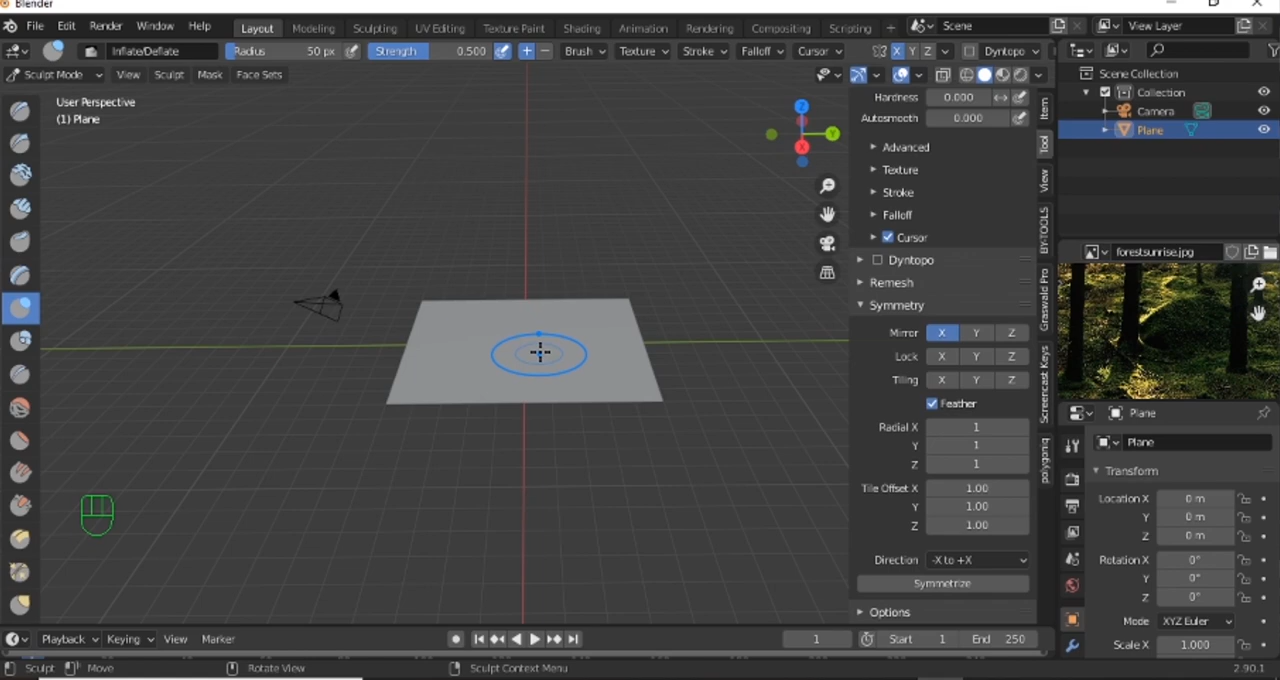 Blender
File Edit Render Window Help Layout Modeling Sculpting UV Editing Texture Paint Shading Animation Rendering Compositing Scripting + Scene View Layer
Inflate/Deflate Radius 50 px Strength 0.500 + − Brush Texture Stroke Falloff Cursor X Y Z Dyntopo
Sculpt Mode View Sculpt Mask Face Sets
Scene Collection
Collection
Camera
Plane
User Perspective
(1) Plane
Z
Y
X
Hardness 0.000
Autosmooth 0.000
Advanced
Texture
Stroke
Falloff
Cursor
Dyntopo
Remesh
Symmetry
Mirror X Y Z
Lock X Y Z
Tiling X Y Z
Feather
Radial X 1
Y 1
Z 1
Tile Offset X 1.00
Y 1.00
Z 1.00
Direction -X to +X
Symmetrize
Options
Item
Tool
View
BY-TOOLS
Graswald Pro
Screencast Keys
polygoniq
forestsunrise.jpg
Plane
Plane
Transform
Location X 0 m
Y 0 m
Z 0 m
Rotation X 0°
Y 0°
Z 0°
Mode XYZ Euler
Scale X 1.000
Playback Keying View Marker 1 Start 1 End 250
Sculpt Move Rotate View Sculpt Context Menu 2.90.1